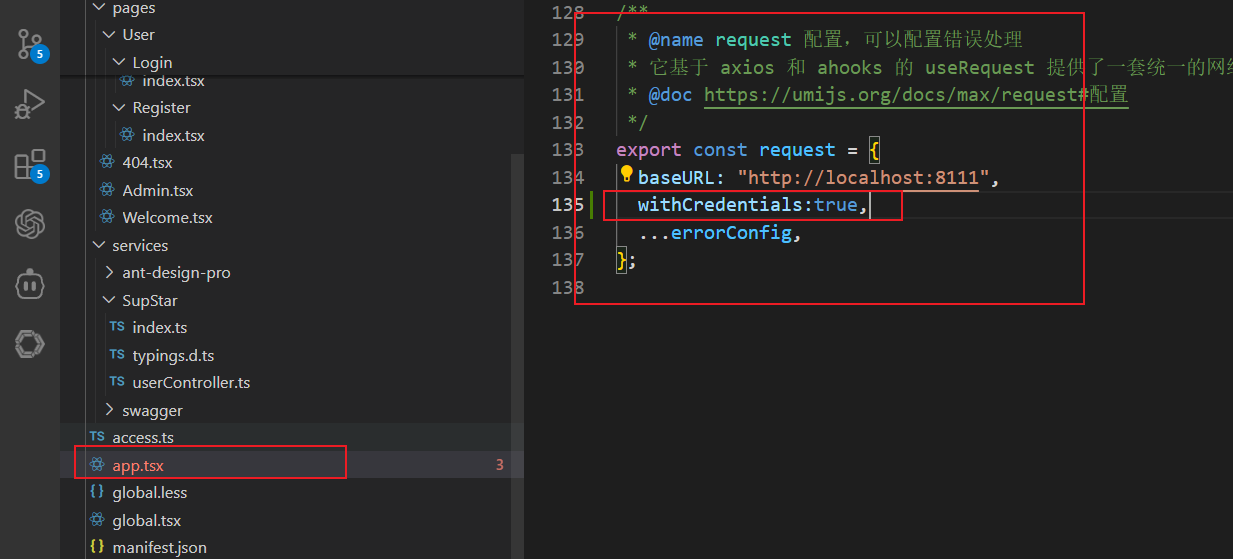 5
5
pages
User
Login
index.tsx
Register
index.tsx
404.tsx
Admin.tsx
Welcome.tsx
services
ant-design-pro
SupStar
TS index.ts
TS typings.d.ts
TS userController.ts
swagger
TS access.ts
app.tsx 3
{} global.less
global.tsx
{} manifest.json
128 /**
129 * @name request 配置，可以配置错误处理
130 * 它基于 axios 和 ahooks 的 useRequest 提供了一套统一的网
131 * @doc https://umijs.org/docs/max/request#配置
132 */
133 export const request = {
134 baseURL: "http://localhost:8111",
135 withCredentials:true,
136 ...errorConfig,
137 };
138